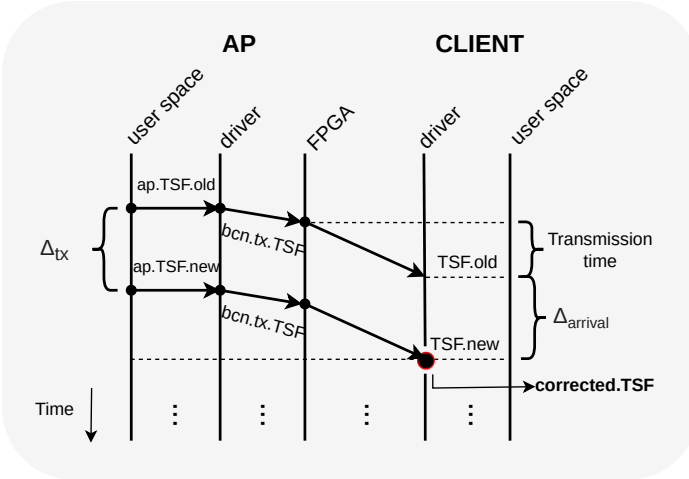 AP
CLIENT
user space
driver
FPGA
driver
user space
ap.TSF.old
bcn.tx.TSF
Δtx
ap.TSF.new
bcn.tx.TSF
TSF.old
Transmission
time
TSF.new
Δarrival
corrected.TSF
Time